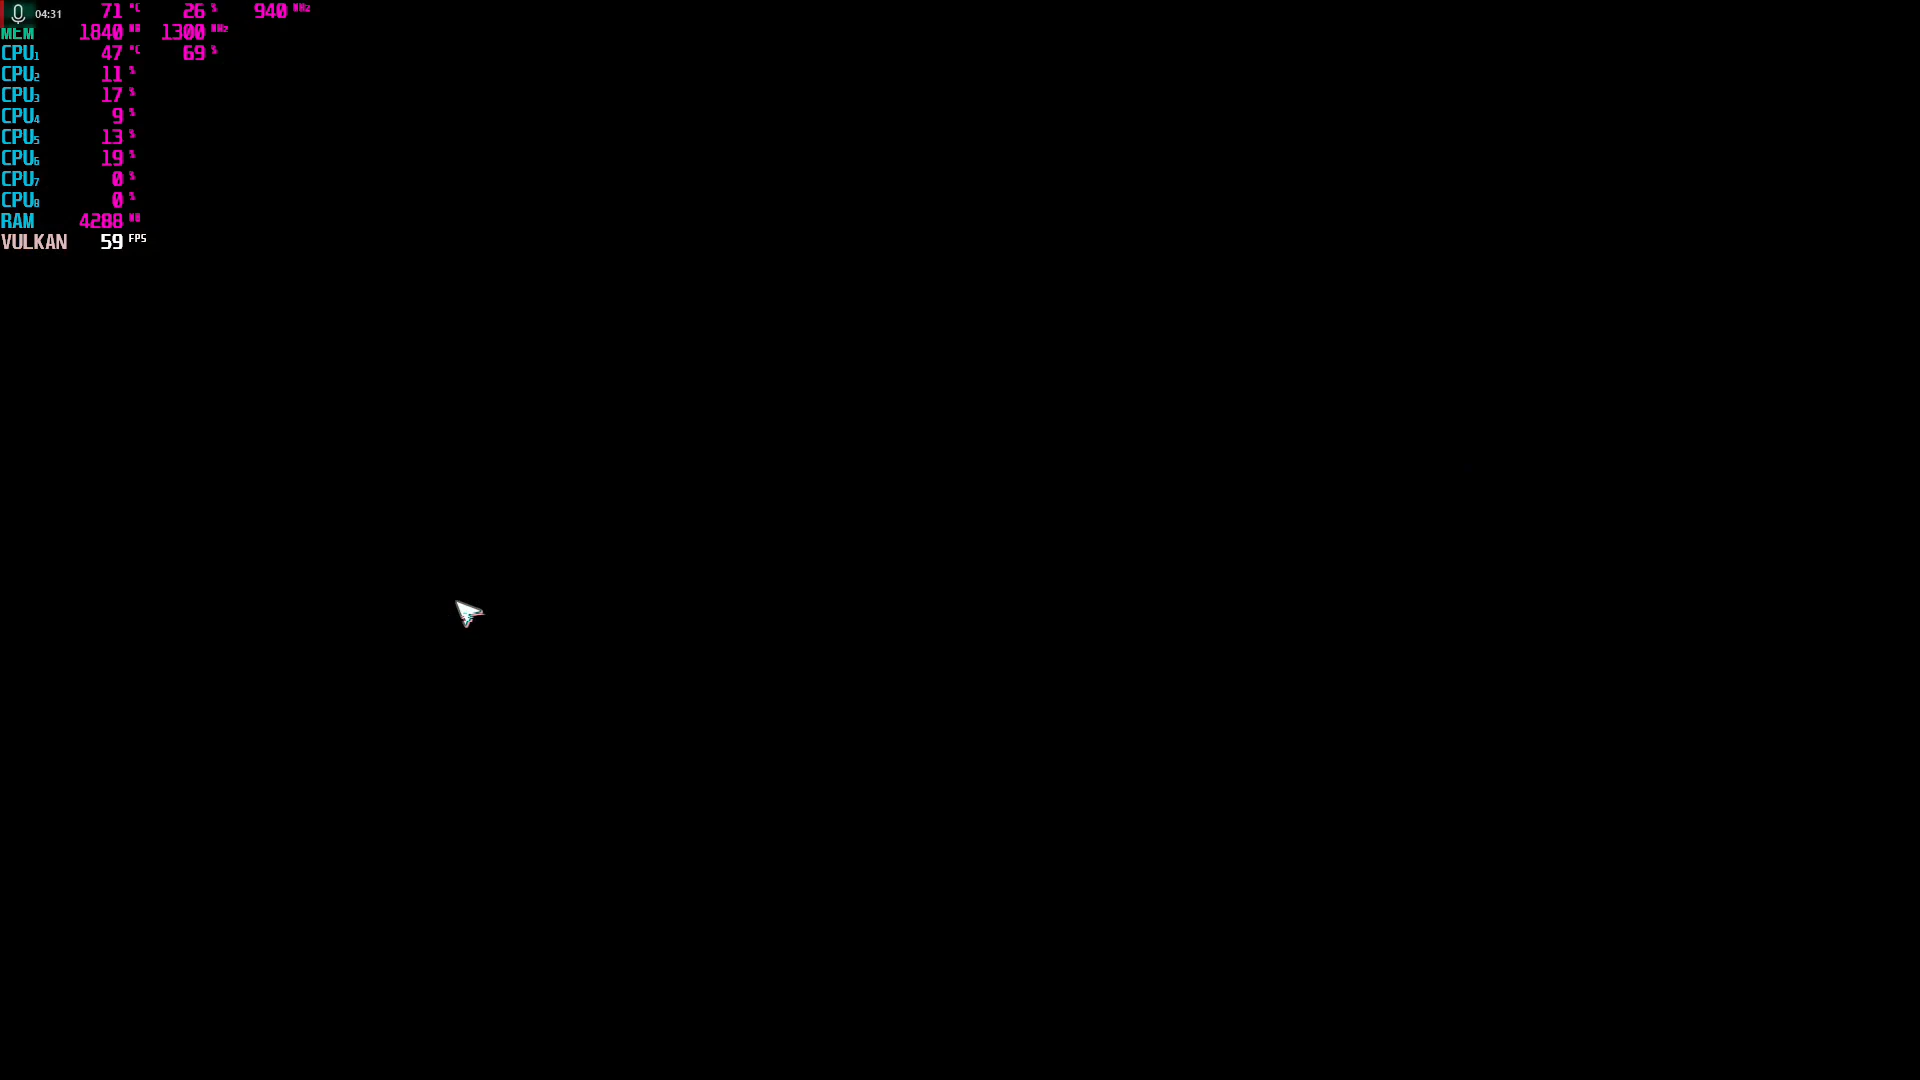 04:31 71 °C 26 % 940 MHz
MEM 1840 MB 1300 MHz
CPU1 47 °C 69 %
CPU2 11 %
CPU3 17 %
CPU4 9 %
CPU5 13 %
CPU6 19 %
CPU7 0 %
CPU8 0 %
RAM 4288 MB
VULKAN 59 FPS